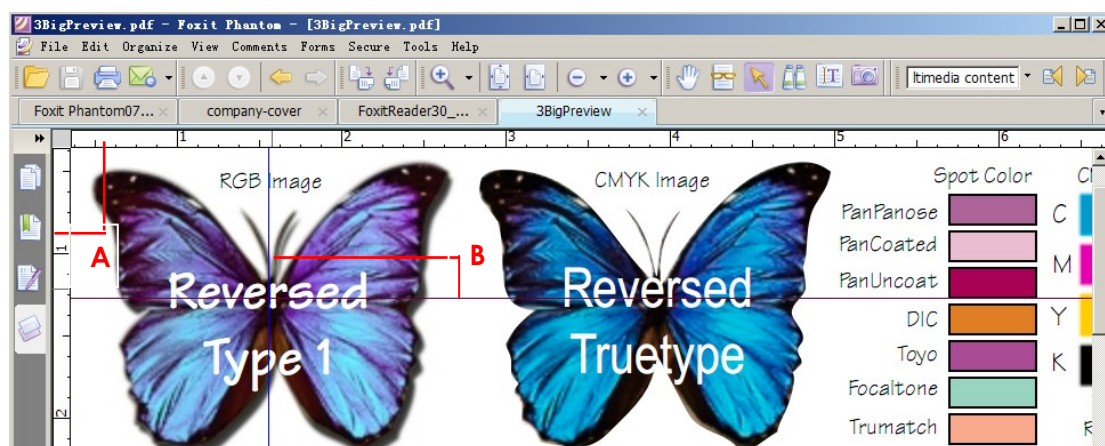 3BigPreview.pdf - Foxit Phantom - [3BigPreview.pdf]
File Edit Organize View Comments Forms Secure Tools Help
ltimedia content
Foxit Phantom07... company-cover FoxitReader30_... 3BigPreview
1 2 3 4 5 6
RGB Image CMYK Image Spot Color
PanPanose C
1 A B PanCoated M
Reversed Reversed PanUncoat
DIC Y
Type 1 Truetype Toyo K
Focaltone
2 Trumatch